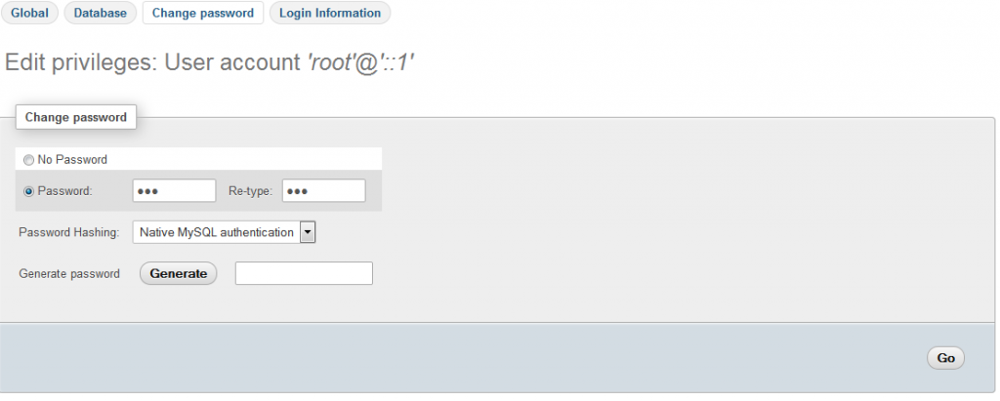 Global Database Change password Login Information
Edit privileges: User account 'root'@'::1'
Change password
No Password
Password: ●●● Re-type: ●●●
Password Hashing: Native MySQL authentication
Generate password Generate
Go